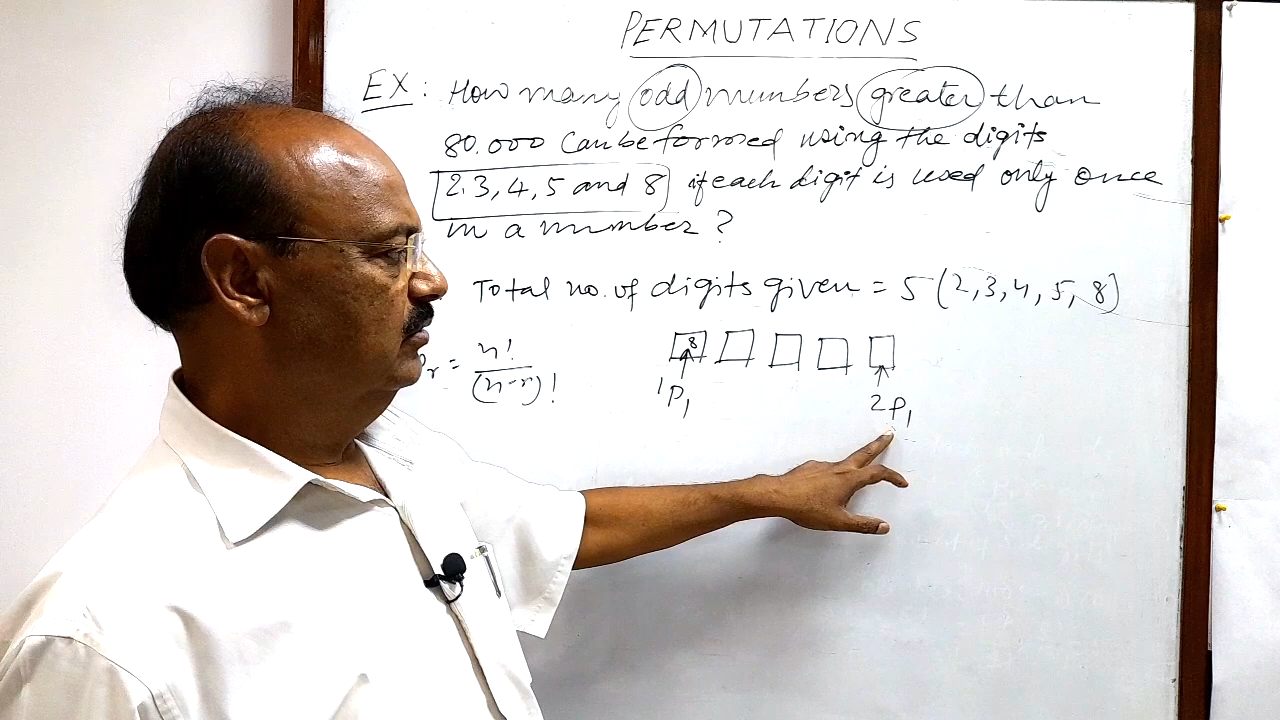 PERMUTATIONS
EX: How many odd numbers greater than
80.000 can be formed using the digits
2.3, 4, 5 and 8 if each digit is used only once
in a number?
Total no. of digits given = 5 (2,3,4, 5, 8)
r = n! / (n-r)!
8
1P1 2P1